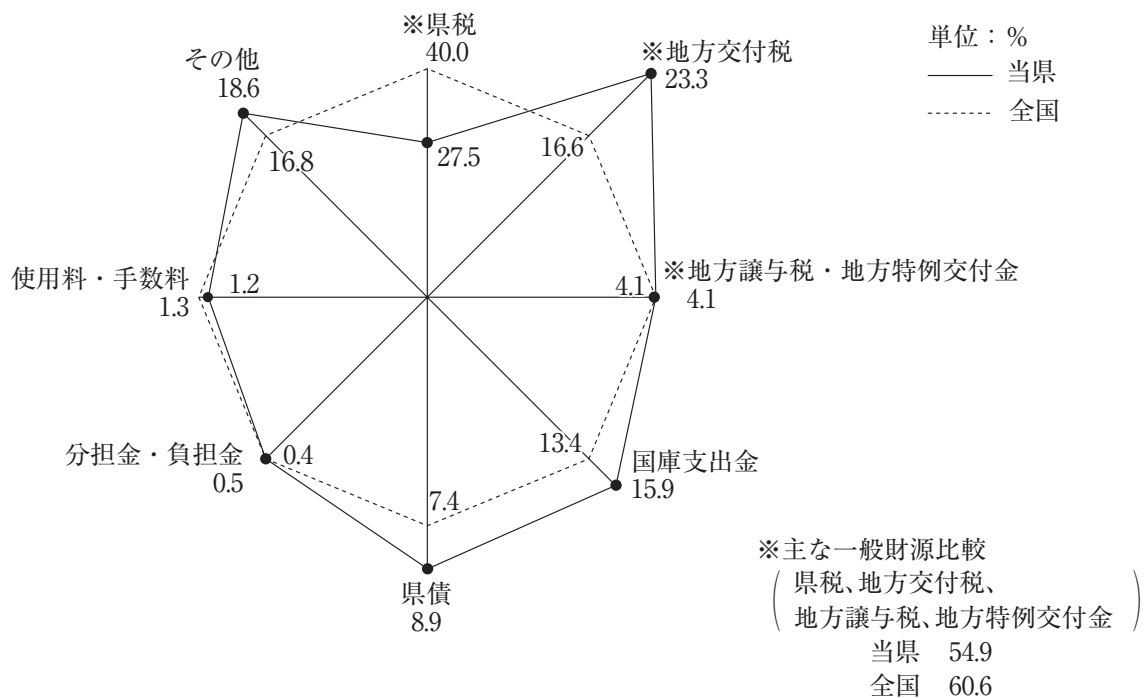 ※県税
40.0
その他
18.6
※地方交付税
23.3
単位：%
当県
全国
16.8
27.5
16.6
使用料・手数料
1.3
1.2
4.1
※地方譲与税・地方特例交付金
4.1
分担金・負担金
0.5
0.4
13.4
国庫支出金
15.9
7.4
県債
8.9
※主な一般財源比較
(県税、地方交付税、
地方譲与税、地方特例交付金)
当県 54.9
全国 60.6